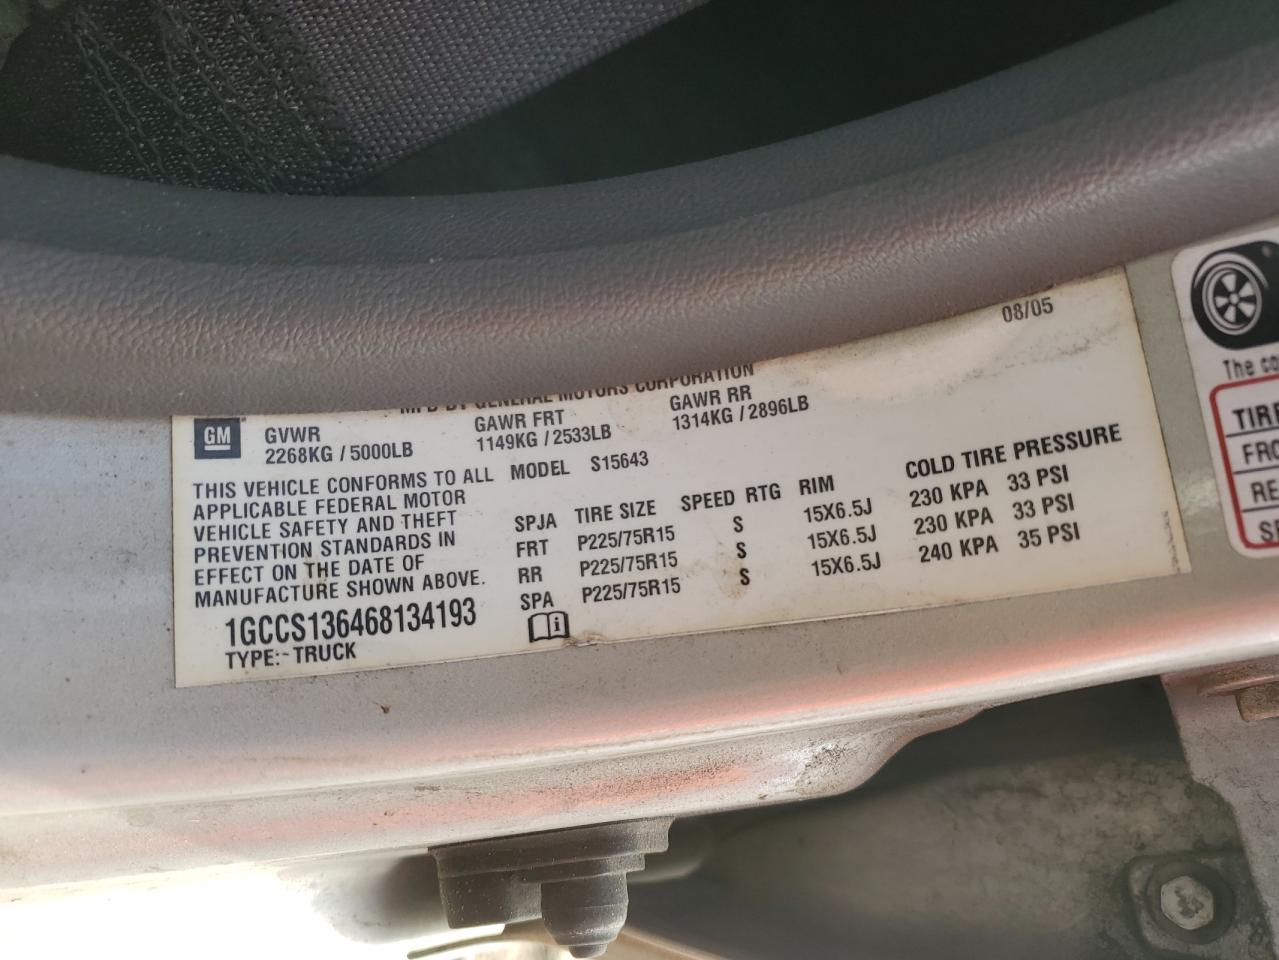 08/05
MFD BY GENERAL MOTORS CORPORATION
GM
GVWR GAWR FRT GAWR RR
2268KG / 5000LB 1149KG / 2533LB 1314KG / 2896LB
THIS VEHICLE CONFORMS TO ALL
APPLICABLE FEDERAL MOTOR
VEHICLE SAFETY AND THEFT
PREVENTION STANDARDS IN
EFFECT ON THE DATE OF
MANUFACTURE SHOWN ABOVE.
1GCCS136468134193
TYPE: TRUCK
MODEL S15643
SPJA TIRE SIZE SPEED RTG RIM COLD TIRE PRESSURE
FRT P225/75R15 S 15X6.5J 230 KPA 33 PSI
RR P225/75R15 S 15X6.5J 230 KPA 33 PSI
SPA P225/75R15 S 15X6.5J 240 KPA 35 PSI
i
The